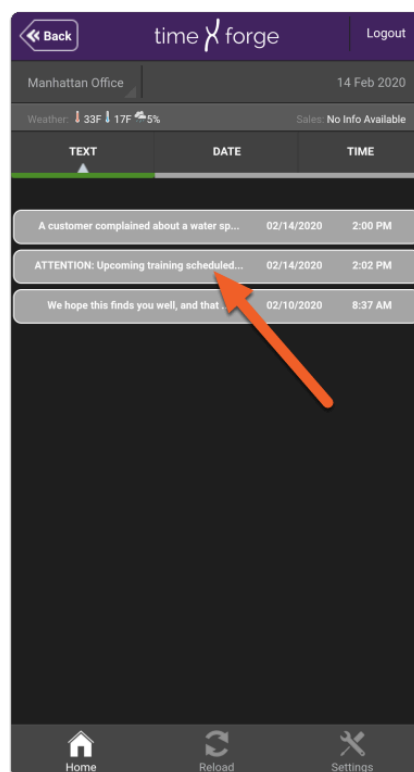 Back
time forge
Logout
Manhattan Office
14 Feb 2020
Weather: 33F 17F 5%
Sales: No Info Available
TEXT DATE TIME
A customer complained about a water sp... 02/14/2020 2:00 PM
ATTENTION: Upcoming training scheduled... 02/14/2020 2:02 PM
We hope this finds you well, and that ... 02/10/2020 8:37 AM
Home Reload Settings